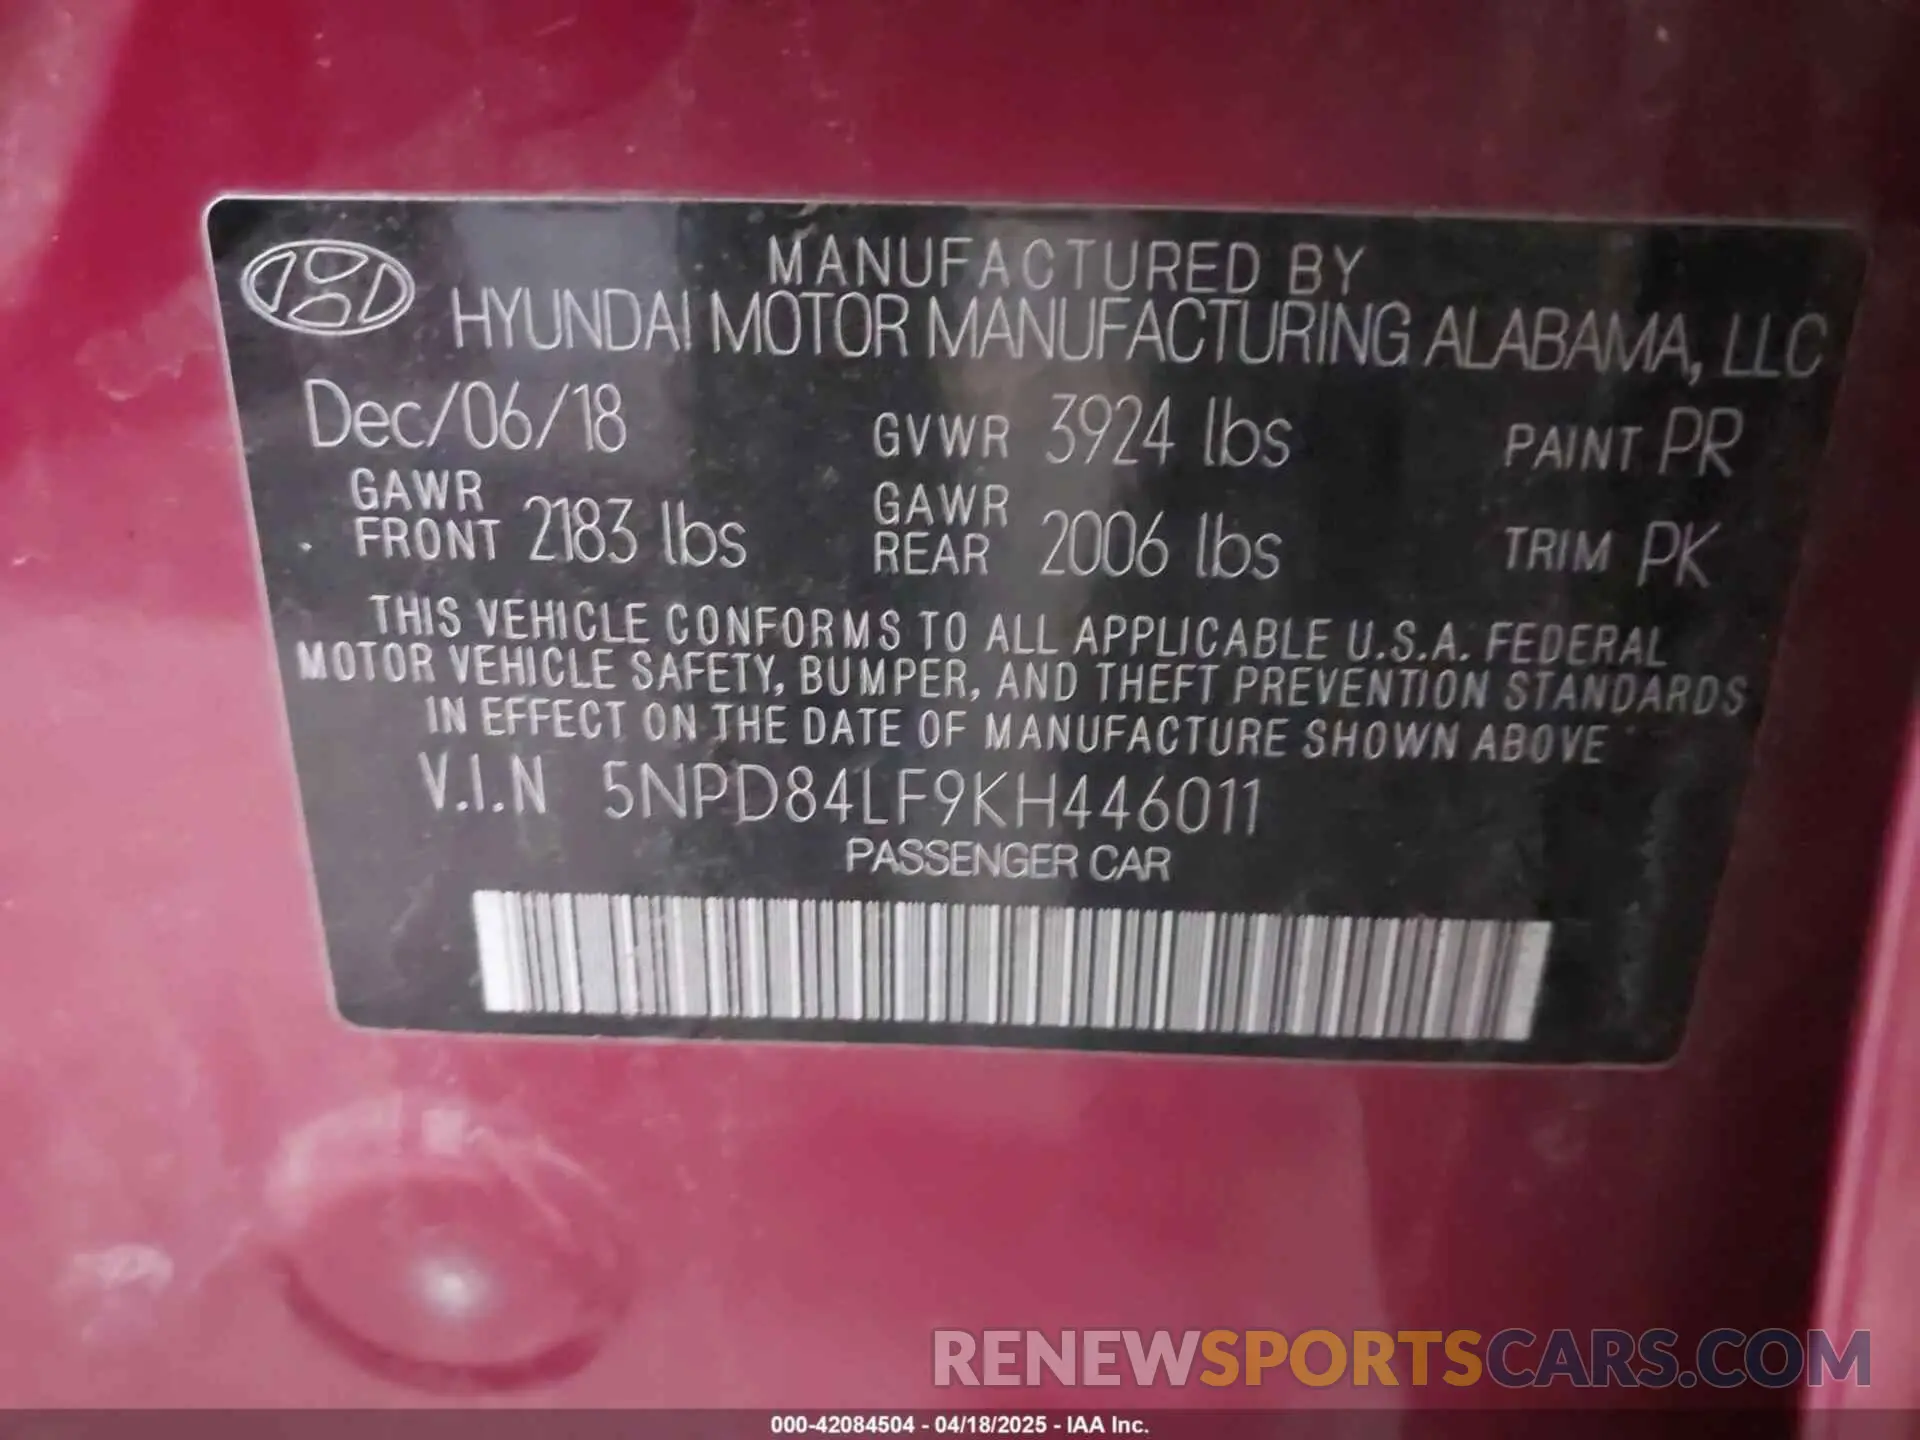 MANUFACTURED BY
HYUNDAI MOTOR MANUFACTURING ALABAMA, LLC
Dec/06/18 GVWR 3924 lbs PAINT PR
GAWR FRONT 2183 lbs GAWR REAR 2006 lbs TRIM PK
THIS VEHICLE CONFORMS TO ALL APPLICABLE U.S.A. FEDERAL
MOTOR VEHICLE SAFETY, BUMPER, AND THEFT PREVENTION STANDARDS
IN EFFECT ON THE DATE OF MANUFACTURE SHOWN ABOVE
V.I.N 5NPD84LF9KH446011
PASSENGER CAR
RENEWSPORTSCARS.COM
000-42084504 - 04/18/2025 - IAA Inc.